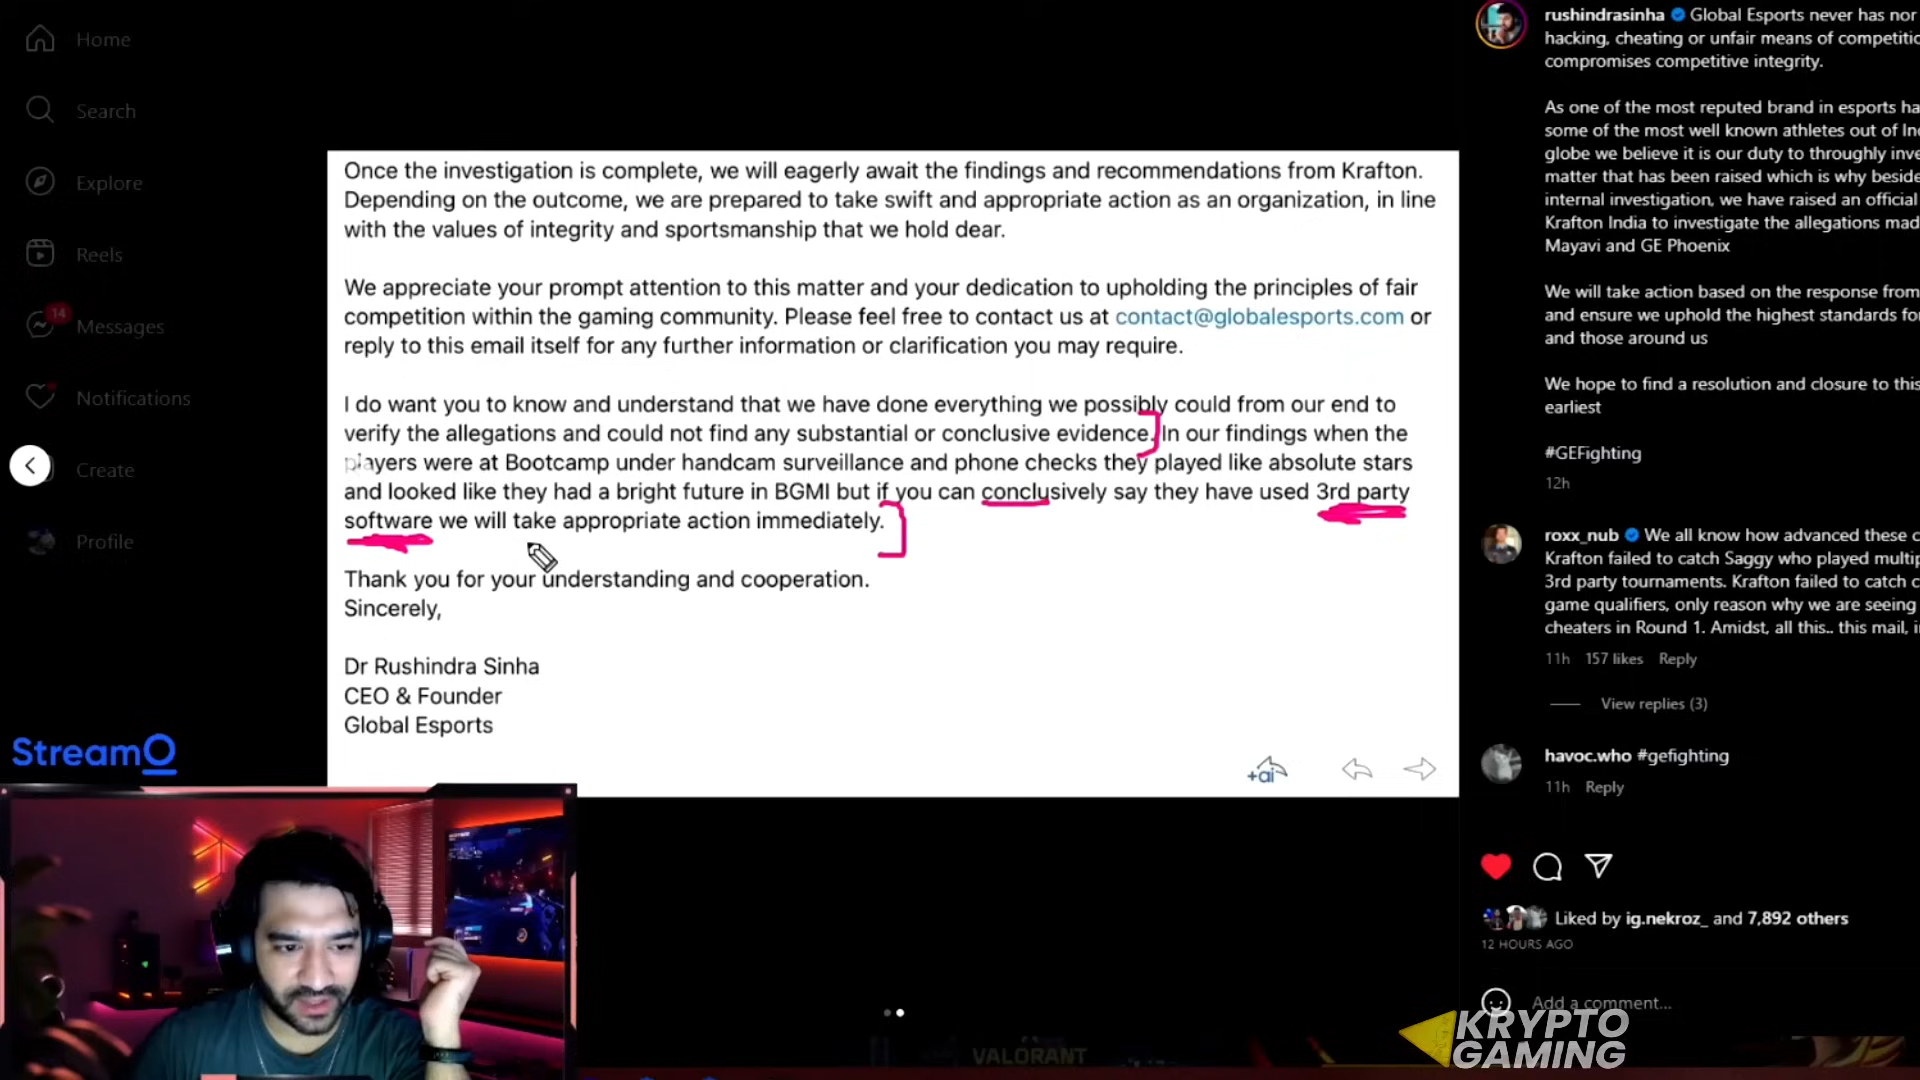 Home
Search
Explore
Reels
14
Messages
Notifications
Create
Profile
StreamO
Once the investigation is complete, we will eagerly await the findings and recommendations from Krafton.
Depending on the outcome, we are prepared to take swift and appropriate action as an organization, in line
with the values of integrity and sportsmanship that we hold dear.
We appreciate your prompt attention to this matter and your dedication to upholding the principles of fair
competition within the gaming community. Please feel free to contact us at contact@globalesports.com or
reply to this email itself for any further information or clarification you may require.
I do want you to know and understand that we have done everything we possibly could from our end to
verify the allegations and could not find any substantial or conclusive evidence. In our findings when the
players were at Bootcamp under handcam surveillance and phone checks they played like absolute stars
and looked like they had a bright future in BGMI but if you can conclusively say they have used 3rd party
software we will take appropriate action immediately.
Thank you for your understanding and cooperation.
Sincerely,
Dr Rushindra Sinha
CEO & Founder
Global Esports
+ai
rushindrasinha Global Esports never has nor
hacking, cheating or unfair means of competitic
compromises competitive integrity.
As one of the most reputed brand in esports ha
some of the most well known athletes out of In
globe we believe it is our duty to throughly inve
matter that has been raised which is why beside
internal investigation, we have raised an official
Krafton India to investigate the allegations mad
Mayavi and GE Phoenix
We will take action based on the response from
and ensure we uphold the highest standards fo
and those around us
We hope to find a resolution and closure to this
earliest
#GEFighting
12h
roxx_nub We all know how advanced these c
Krafton failed to catch Saggy who played multip
3rd party tournaments. Krafton failed to catch c
game qualifiers, only reason why we are seeing
cheaters in Round 1. Amidst, all this.. this mail, i
11h 157 likes Reply
View replies (3)
havoc.who #gefighting
11h Reply
Liked by ig.nekroz_ and 7,892 others
12 HOURS AGO
Add a comment...
KRYPTO
GAMING
VALORANT